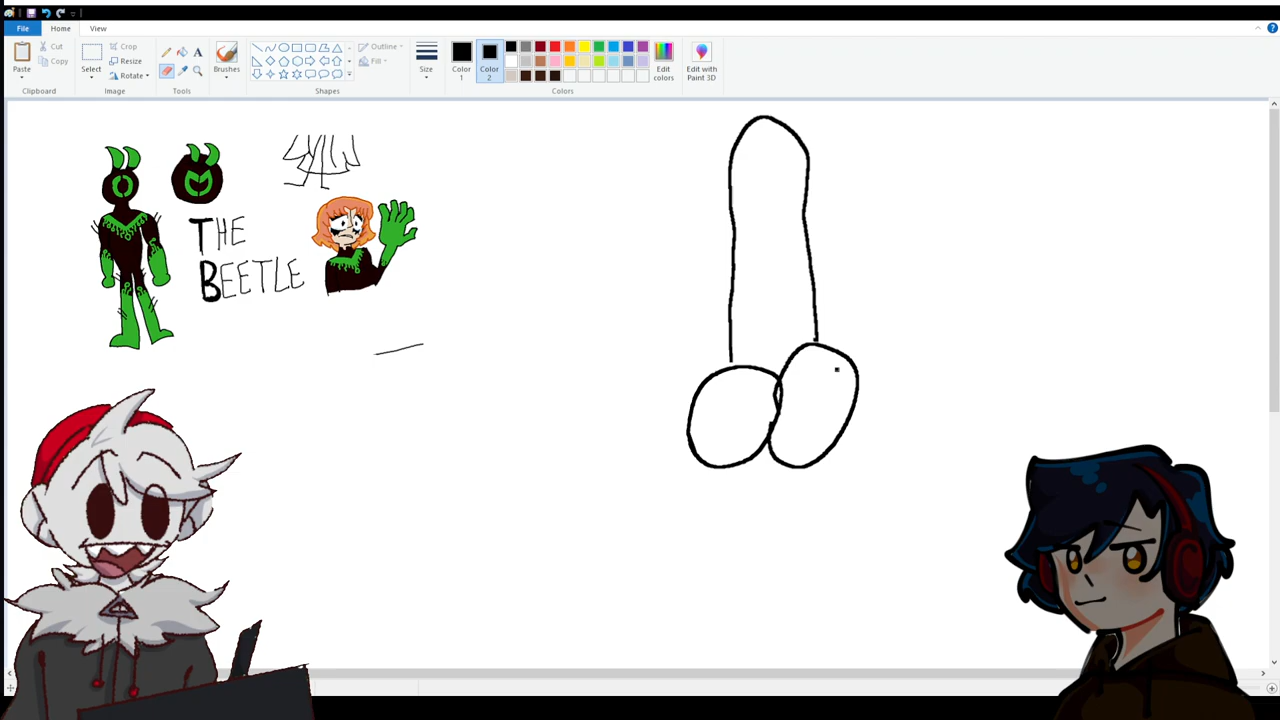 File
Home
View
Cut
Copy
Paste
Clipboard
Crop
Resize
Rotate
Select
Image
A
Tools
Brushes
Shapes
Outline
Fill
Size
Color
1
Color
2
Edit
colors
Colors
Edit with
Paint 3D
THE
BEETLE